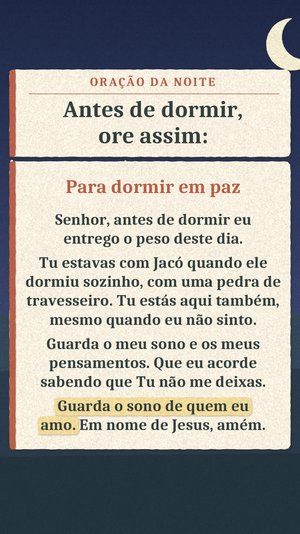 ORAÇÃO DA NOITE
Antes de dormir,
ore assim:
Para dormir em paz
Senhor, antes de dormir eu
entrego o peso deste dia.
Tu estavas com Jacó quando ele
dormiu sozinho, com uma pedra de
travesseiro. Tu estás aqui também,
mesmo quando eu não sinto.
Guarda o meu sono e os meus
pensamentos. Que eu acorde
sabendo que Tu não me deixas.
Guarda o sono de quem eu
amo. Em nome de Jesus, amém.